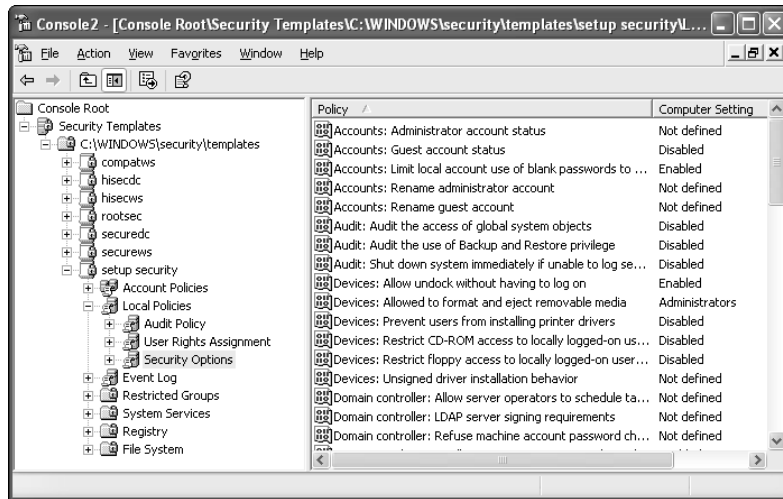 Console2 - [Console Root\Security Templates\C:\WINDOWS\security\templates\setup security\L...
File Action View Favorites Window Help
Console Root
Security Templates
C:\WINDOWS\security\templates
compatws
hisecdc
hisecws
rootsec
securedc
securews
setup security
Account Policies
Local Policies
Audit Policy
User Rights Assignment
Security Options
Event Log
Restricted Groups
System Services
Registry
File System
Policy Computer Setting
Accounts: Administrator account status Not defined
Accounts: Guest account status Disabled
Accounts: Limit local account use of blank passwords to ... Enabled
Accounts: Rename administrator account Not defined
Accounts: Rename guest account Not defined
Audit: Audit the access of global system objects Disabled
Audit: Audit the use of Backup and Restore privilege Disabled
Audit: Shut down system immediately if unable to log se... Disabled
Devices: Allow undock without having to log on Enabled
Devices: Allowed to format and eject removable media Administrators
Devices: Prevent users from installing printer drivers Disabled
Devices: Restrict CD-ROM access to locally logged-on us... Disabled
Devices: Restrict floppy access to locally logged-on user... Disabled
Devices: Unsigned driver installation behavior Not defined
Domain controller: Allow server operators to schedule ta... Not defined
Domain controller: LDAP server signing requirements Not defined
Domain controller: Refuse machine account password ch... Not defined